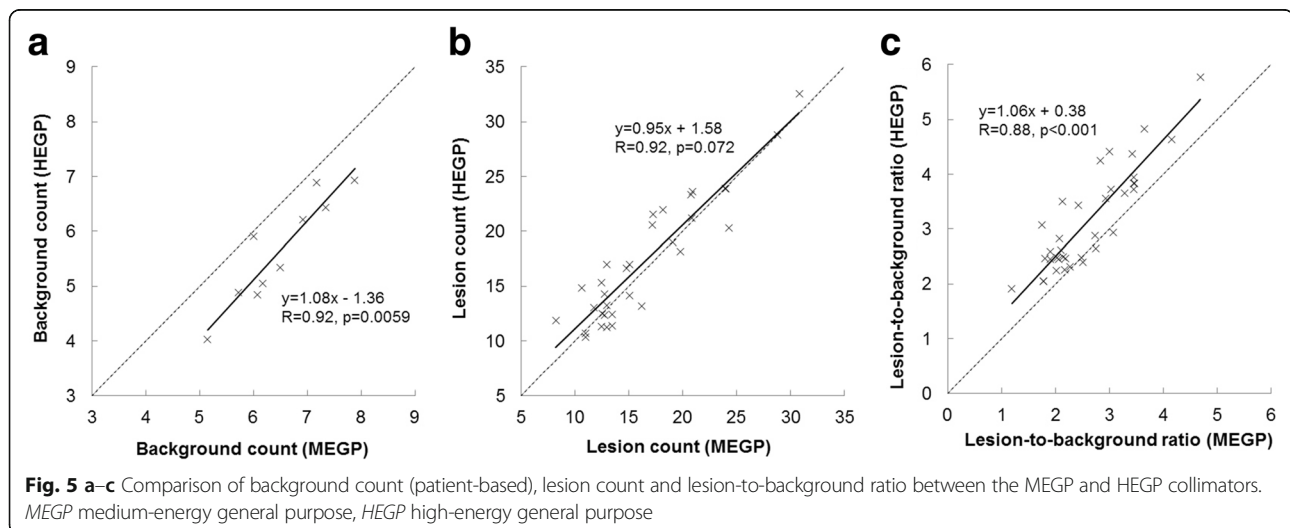 a
9
8
7
6
5
4
3
Background count (HEGP)
y=1.08x - 1.36
R=0.92, p=0.0059
3 4 5 6 7 8 9
Background count (MEGP)
b
35
30
25
20
15
10
5
Lesion count (HEGP)
y=0.95x + 1.58
R=0.92, p=0.072
5 10 15 20 25 30 35
Lesion count (MEGP)
c
6
5
4
3
2
1
0
Lesion-to-background ratio (HEGP)
y=1.06x + 0.38
R=0.88, p<0.001
0 1 2 3 4 5 6
Lesion-to-background ratio (MEGP)
Fig. 5 a–c Comparison of background count (patient-based), lesion count and lesion-to-background ratio between the MEGP and HEGP collimators.
MEGP medium-energy general purpose, HEGP high-energy general purpose